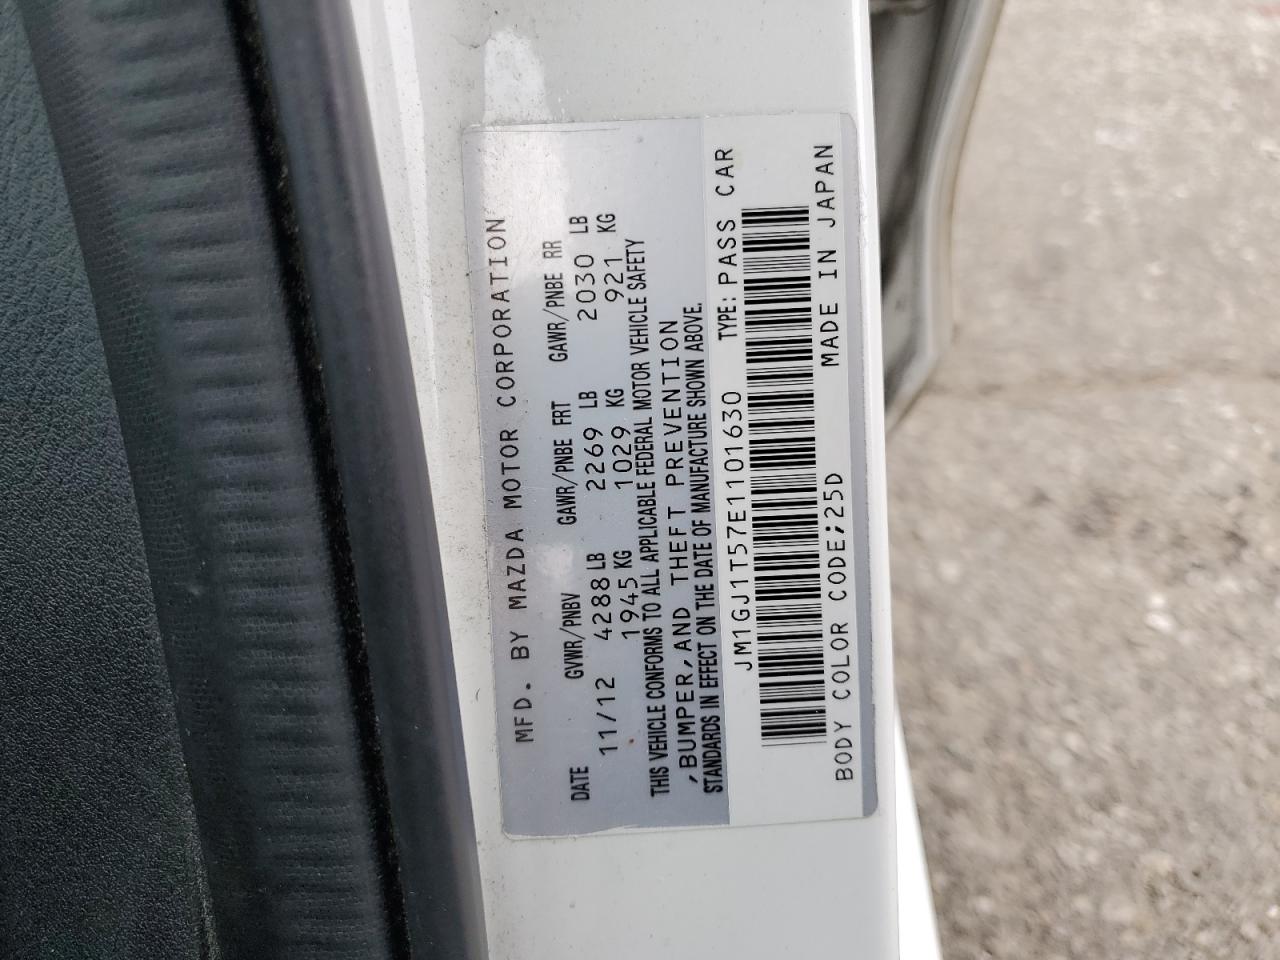 MFD. BY MAZDA MOTOR CORPORATION
DATE GVWR/PNBV GAWR/PNBE FRT GAWR/PNBE RR
11/12 4288 LB 2269 LB 2030 LB
1945 KG 1029 KG 921 KG
THIS VEHICLE CONFORMS TO ALL APPLICABLE FEDERAL MOTOR VEHICLE SAFETY
,BUMPER,AND THEFT PREVENTION
STANDARDS IN EFFECT ON THE DATE OF MANUFACTURE SHOWN ABOVE.
JM1GJ1T57E1101630 TYPE: PASS CAR
BODY COLOR CODE;25D MADE IN JAPAN